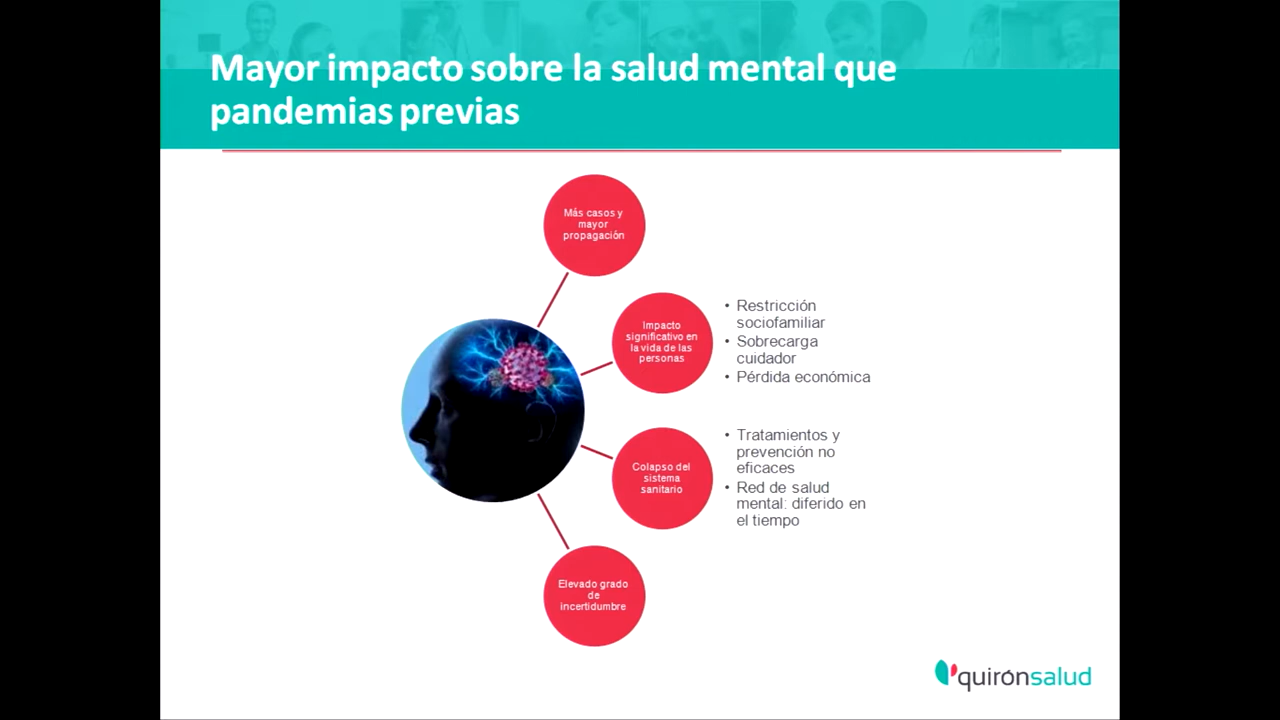 Mayor impacto sobre la salud mental que
pandemias previas
Más casos y
mayor
propagación
Impacto
significativo en
la vida de las
personas
• Restricción
sociofamiliar
• Sobrecarga
cuidador
• Pérdida económica
Colapso del
sistema
sanitario
• Tratamientos y
prevención no
eficaces
• Red de salud
mental: diferido en
el tiempo
Elevado grado
de
incertidumbre
quirónsalud